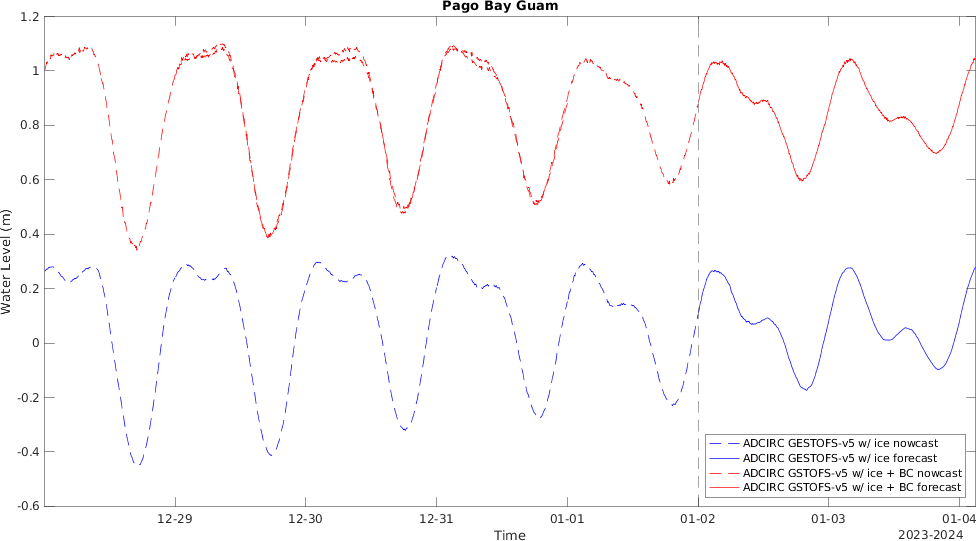 Pago Bay Guam
1.2
1
0.8
0.6
0.4
0.2
0
-0.2
-0.4
-0.6
Water Level (m)
12-29
12-30
12-31
01-01
01-02
01-03
01-04
Time
2023-2024
ADCIRC GESTOFS-v5 w/ ice nowcast
ADCIRC GESTOFS-v5 w/ ice forecast
ADCIRC GSTOFS-v5 w/ ice + BC nowcast
ADCIRC GSTOFS-v5 w/ ice + BC forecast